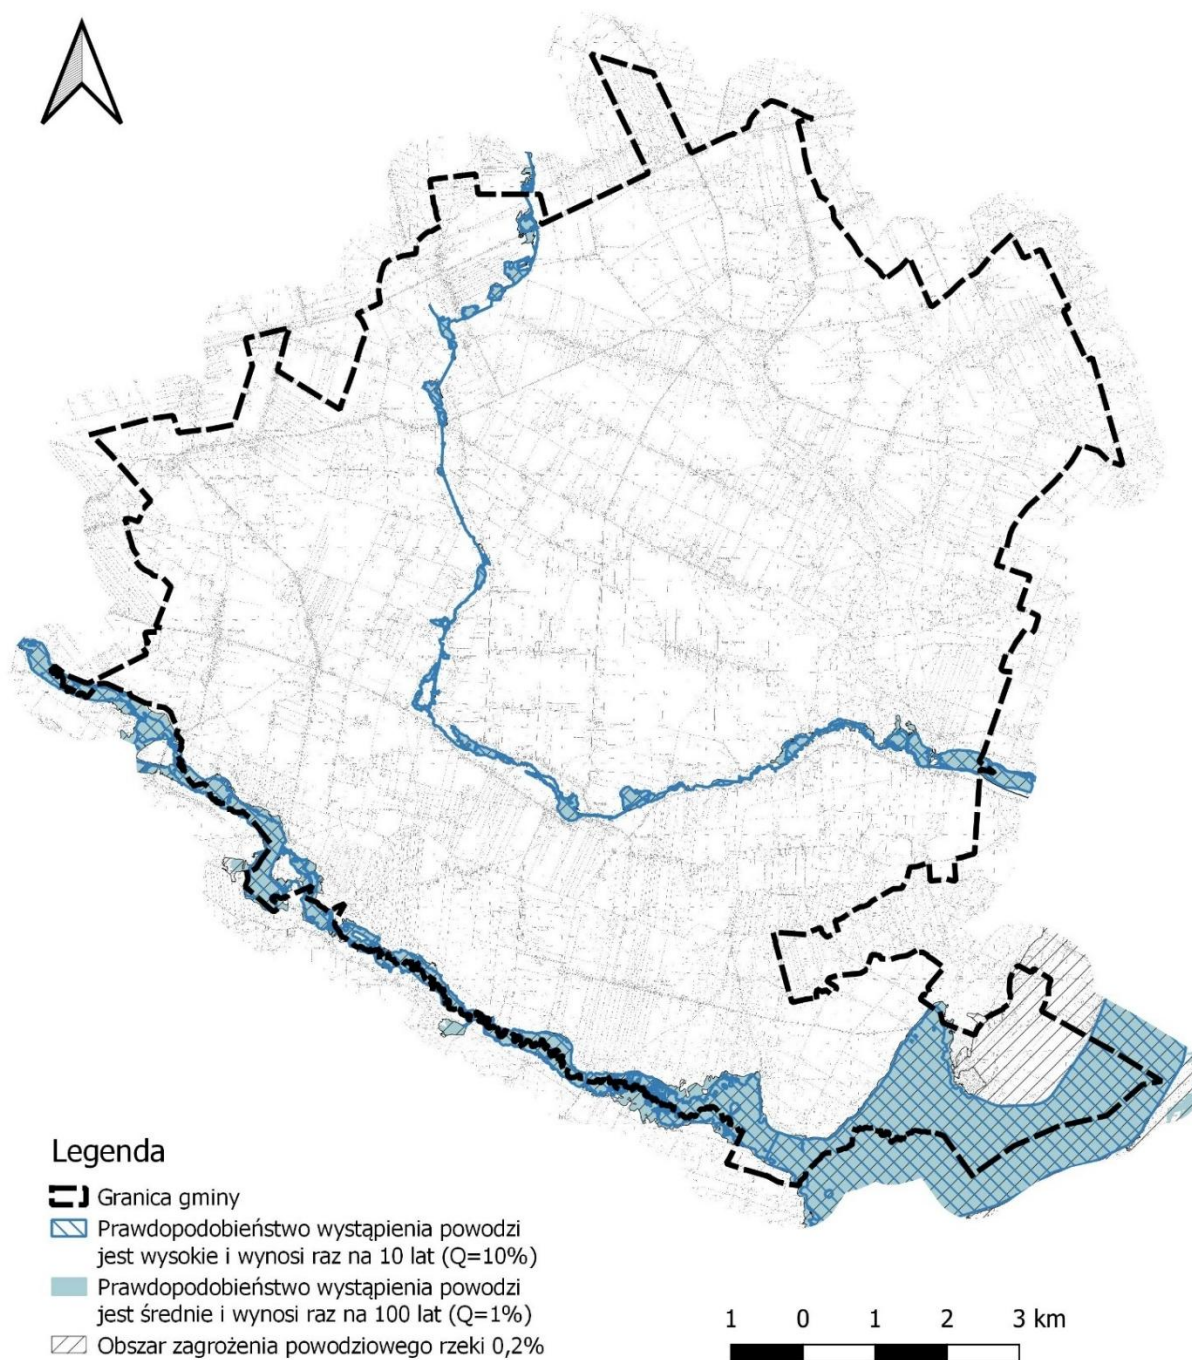 Legenda
Granica gminy
Prawdopodobieństwo wystąpienia powodzi
jest wysokie i wynosi raz na 10 lat (Q=10%)
Prawdopodobieństwo wystąpienia powodzi
jest średnie i wynosi raz na 100 lat (Q=1%)
Obszar zagrożenia powodziowego rzeki 0,2%
1 0 1 2 3 km